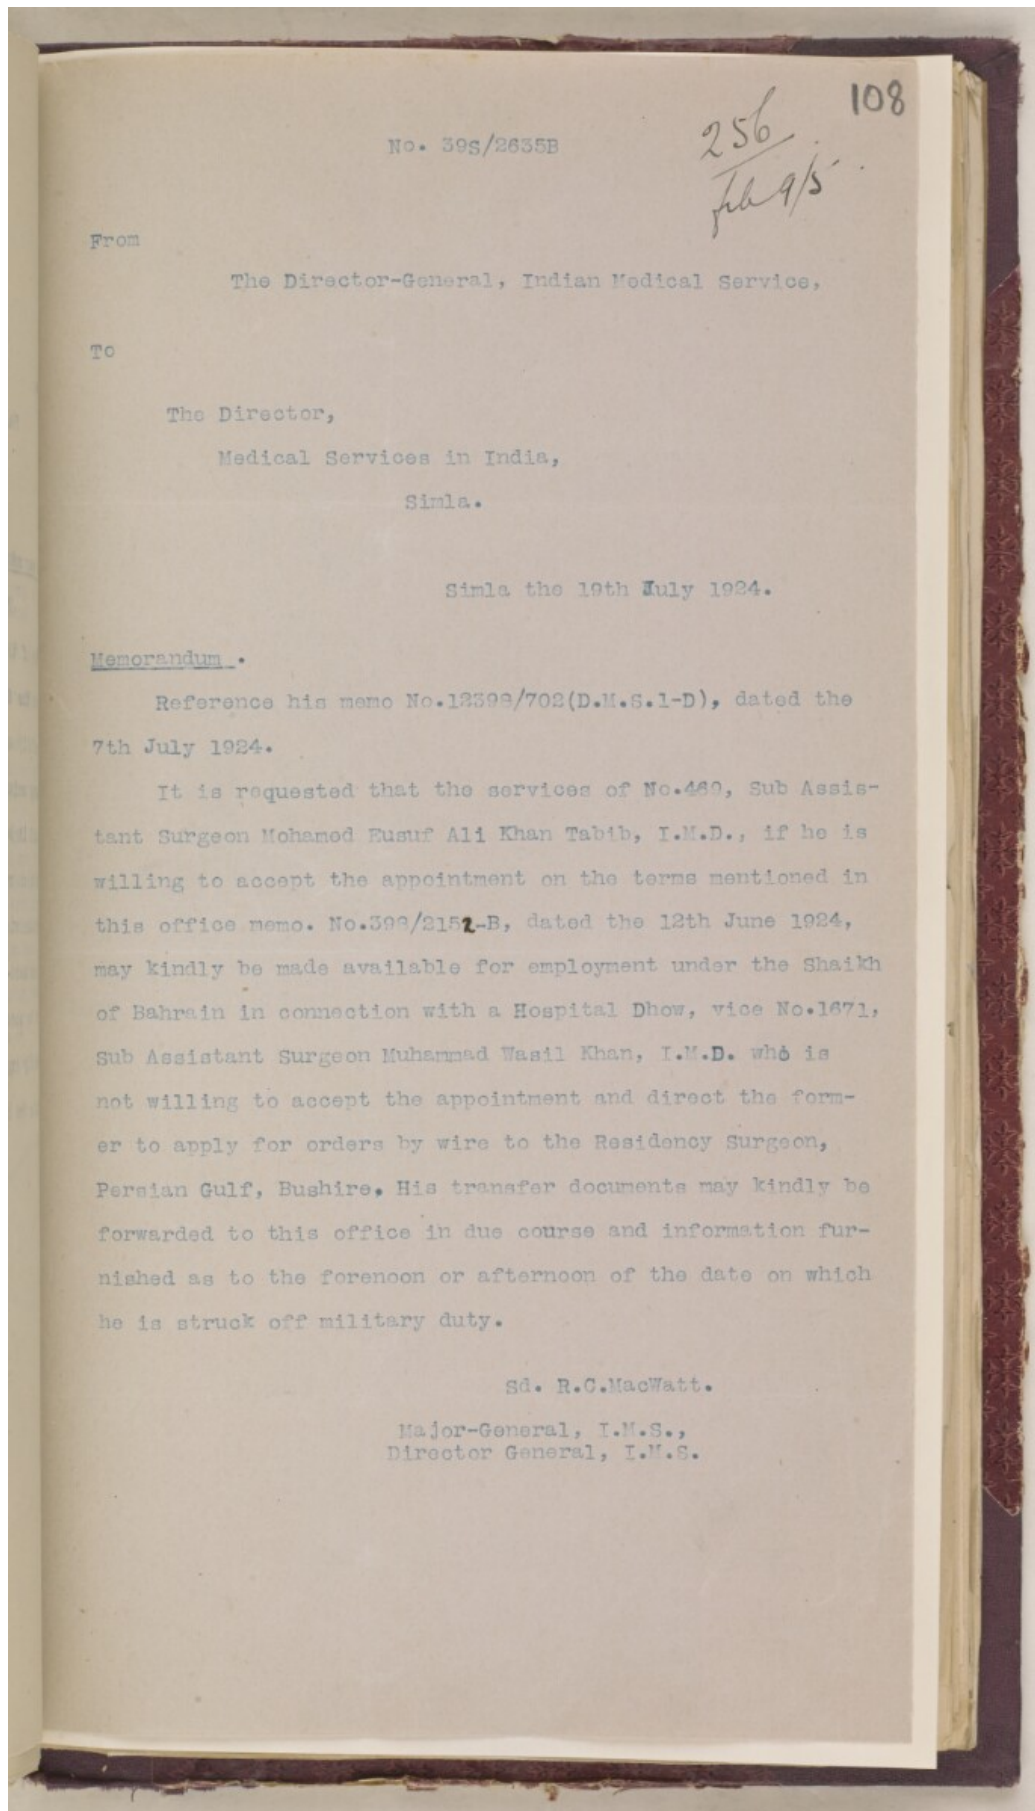 108
256
9/5
No. 39S/2635B
From
The Director-General, Indian Medical Service,
To
The Director,
Medical Services in India,
Simla.
Simla the 19th July 1924.
Memorandum .
Reference his memo No.12398/702(D.M.S.1-D), dated the
7th July 1924.
It is requested that the services of No.460, Sub Assis-
tant Surgeon Mohamed Eusuf Ali Khan Tabib, I.M.D., if he is
willing to accept the appointment on the terms mentioned in
this office memo. No.39S/2152-B, dated the 12th June 1924,
may kindly be made available for employment under the Shaikh
of Bahrain in connection with a Hospital Dhow, vice No.1671,
Sub Assistant Surgeon Muhammad Wasil Khan, I.M.D. who is
not willing to accept the appointment and direct the form-
er to apply for orders by wire to the Residency Surgeon,
Persian Gulf, Bushire. His transfer documents may kindly be
forwarded to this office in due course and information fur-
nished as to the forenoon or afternoon of the date on which
he is struck off military duty.
Sd. R.C.MacWatt.
Major-General, I.M.S.,
Director General, I.M.S.